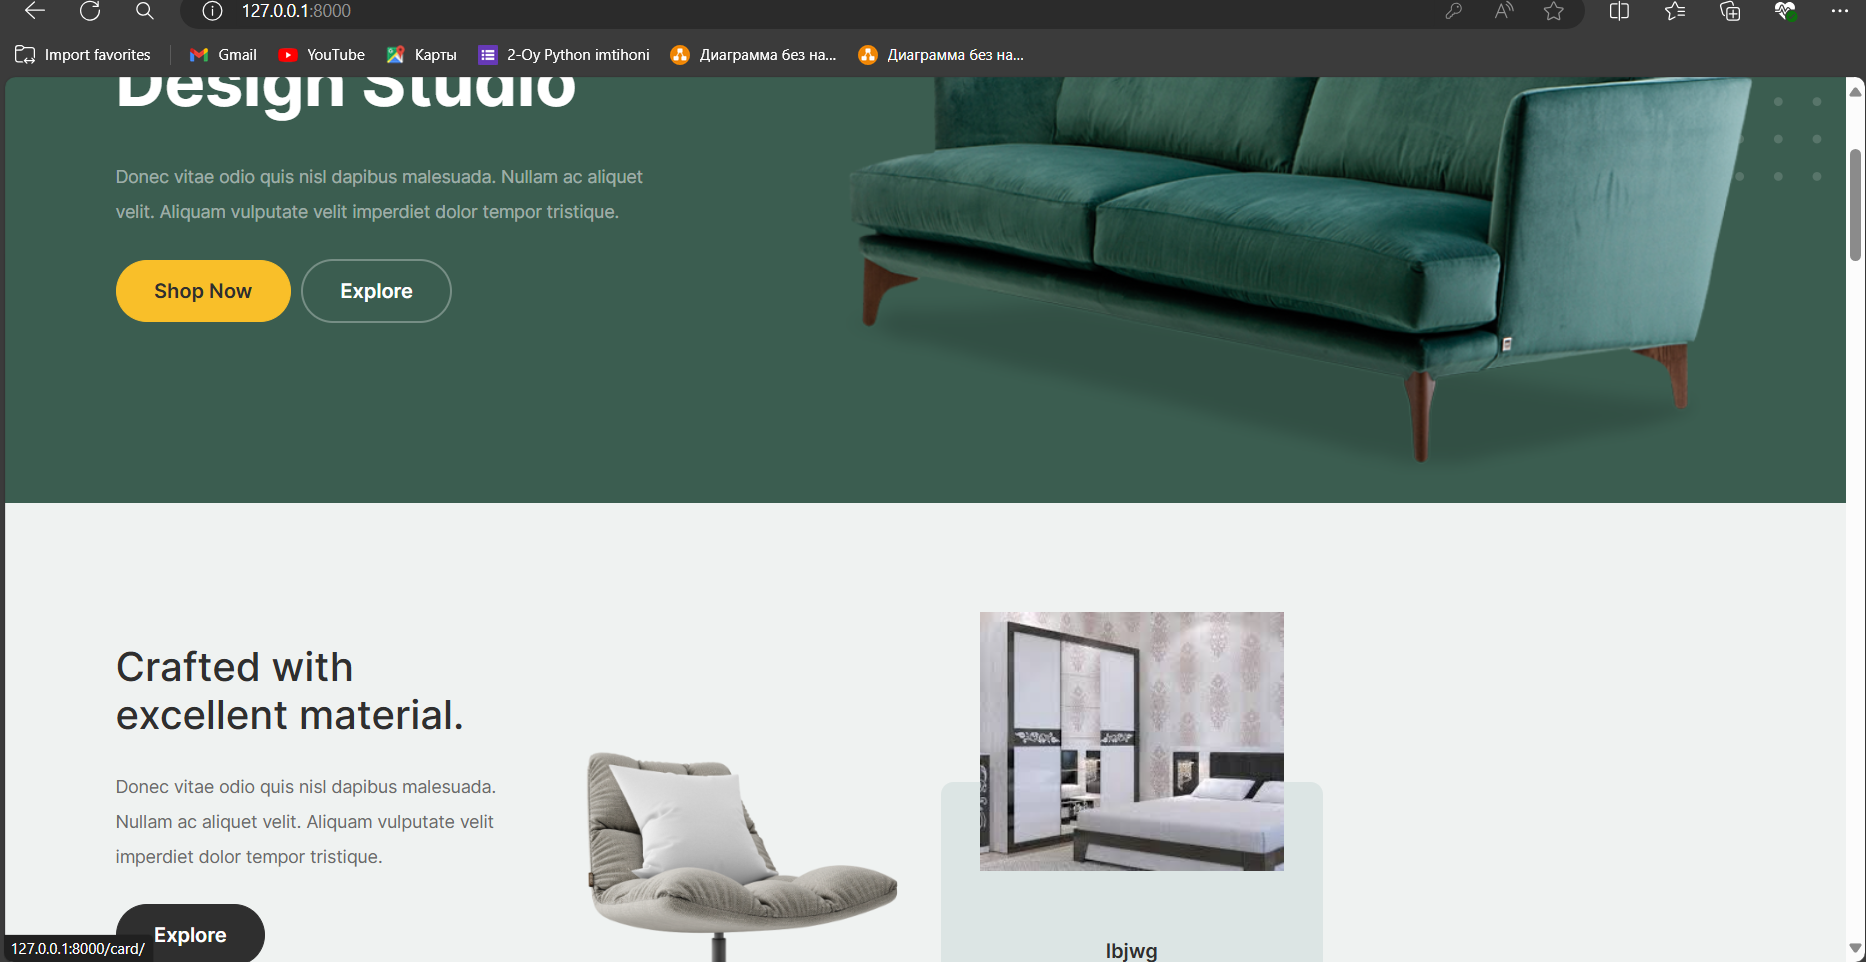 127.0.0.1:8000
Import favorites
Gmail
YouTube
Карты
2-Oy Python imtihoni
Диаграмма без на...
Диаграмма без на...
Design Studio
Donec vitae odio quis nisl dapibus malesuada. Nullam ac aliquet
velit. Aliquam vulputate velit imperdiet dolor tempor tristique.
Shop Now
Explore
Crafted with
excellent material.
Donec vitae odio quis nisl dapibus malesuada.
Nullam ac aliquet velit. Aliquam vulputate velit
imperdiet dolor tempor tristique.
Explore
lbjwg
127.0.0.1:8000/card/